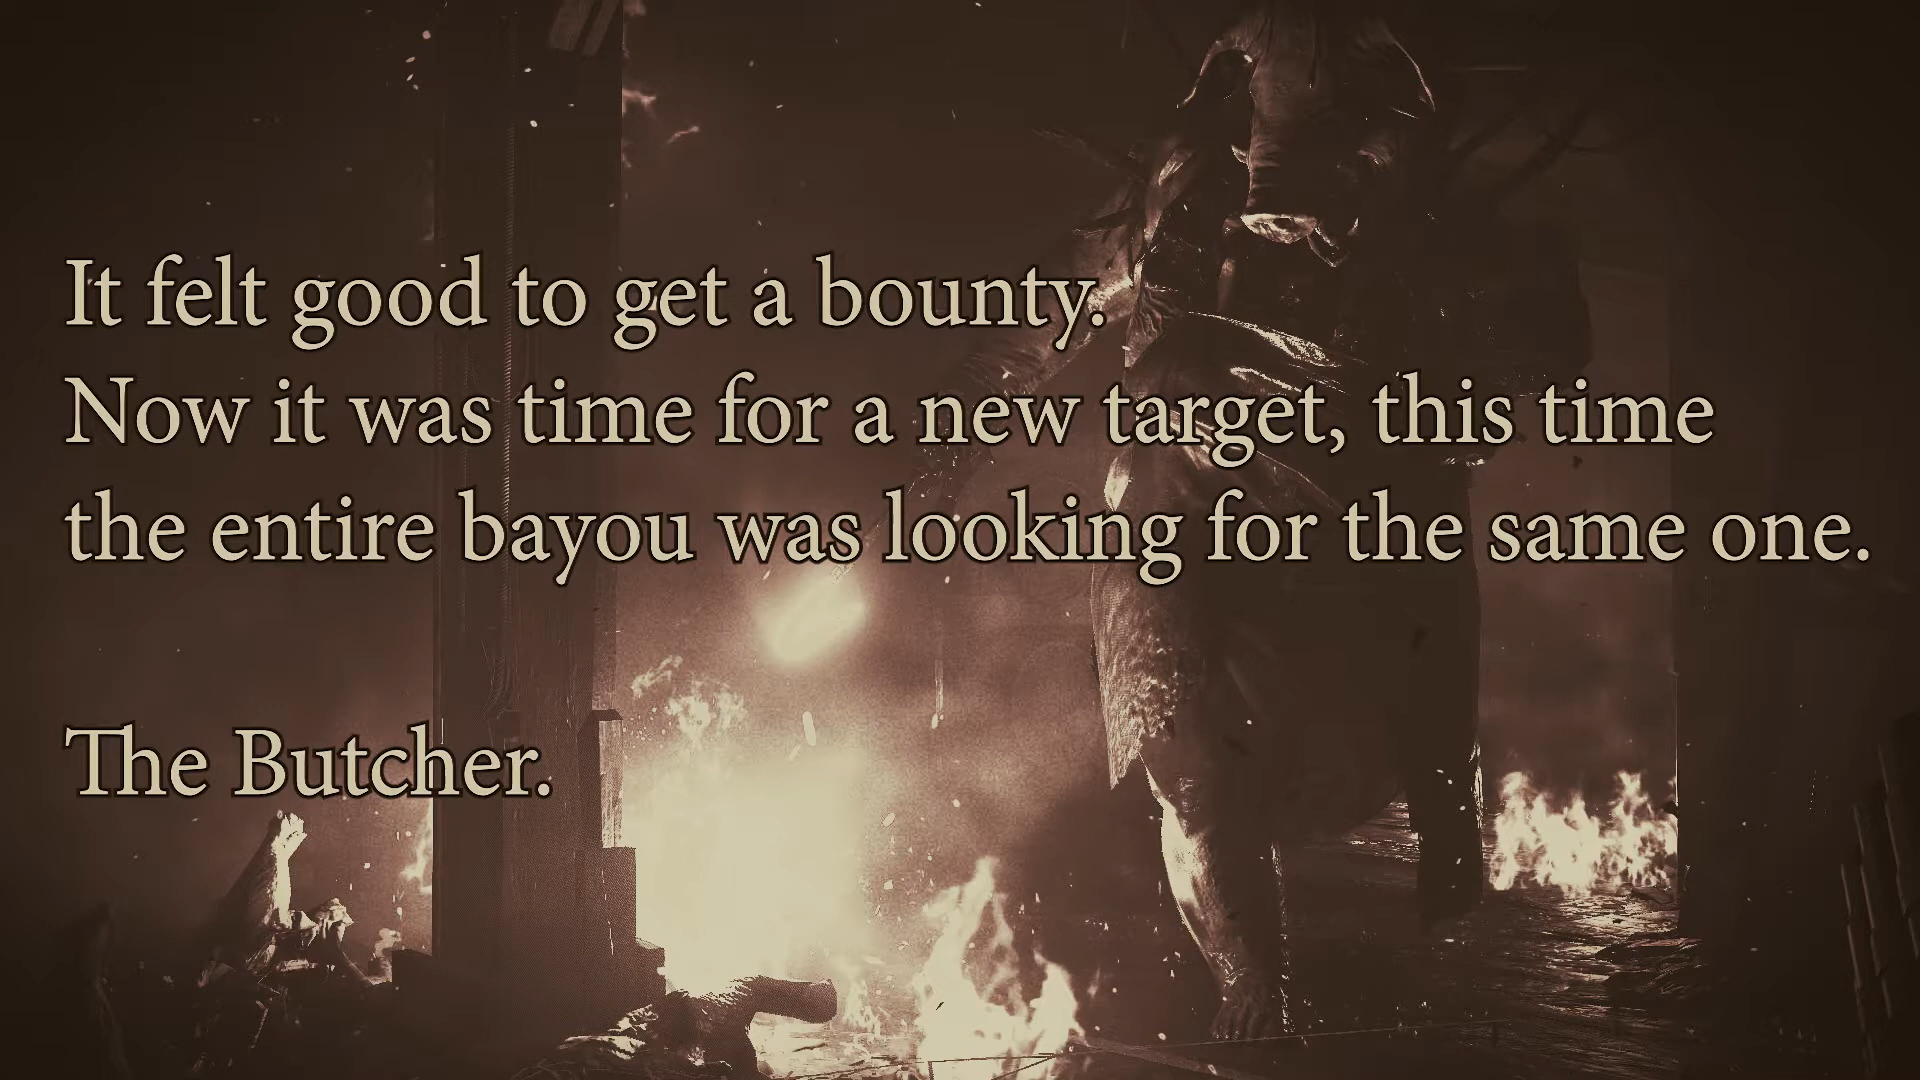 It felt good to get a bounty.
Now it was time for a new target, this time
the entire bayou was looking for the same one.
The Butcher.